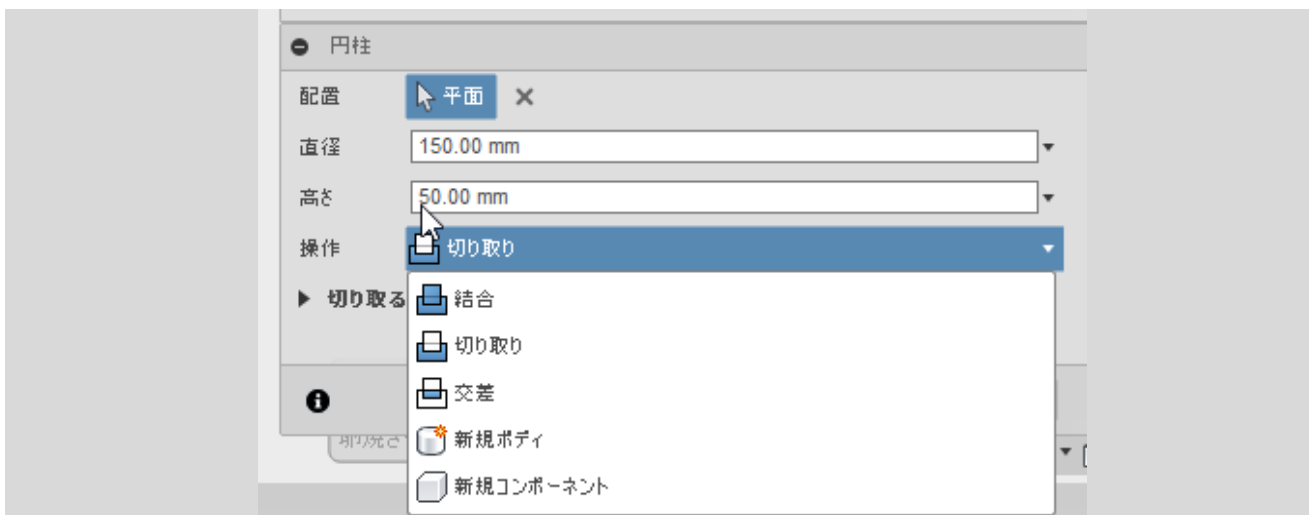 円柱
配置 平面
直径 150.00 mm
高さ 50.00 mm
操作 切り取り
切り取る
結合
切り取り
交差
新規ボディ
新規コンポーネント